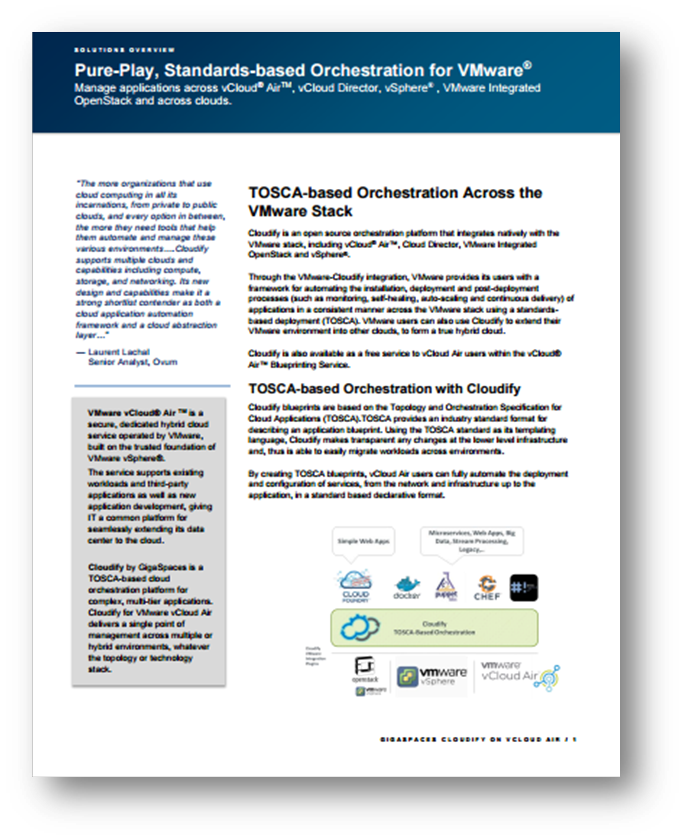 SOLUTIONS OVERVIEW
Pure-Play, Standards-based Orchestration for VMware®
Manage applications across vCloud® Air™, vCloud Director, vSphere® , VMware Integrated
OpenStack and across clouds.
"The more organizations that use
cloud computing in all its
incarnations, from private to public
clouds, and every option in between,
the more they need tools that help
them automate and manage these
various environments….Cloudify
supports multiple clouds and
capabilities including compute,
storage, and networking. Its new
design and capabilities make it a
strong shortlist contender as both a
cloud application automation
framework and a cloud abstraction
layer…"
— Laurent Lachal
Senior Analyst, Ovum
VMware vCloud® Air ™ is a
secure, dedicated hybrid cloud
service operated by VMware,
built on the trusted foundation of
VMware vSphere®.
The service supports existing
workloads and third-party
applications as well as new
application development, giving
IT a common platform for
seamlessly extending its data
center to the cloud.
Cloudify by GigaSpaces is a
TOSCA-based cloud
orchestration platform for
complex, multi-tier applications.
Cloudify for VMware vCloud Air
delivers a single point of
management across multiple or
hybrid environments, whatever
the topology or technology
stack.
TOSCA-based Orchestration Across the
VMware Stack
Cloudify is an open source orchestration platform that integrates natively with the
VMware stack, including vCloud® Air™, Cloud Director, VMware Integrated
OpenStack and vSphere®.
Through the VMware-Cloudify integration, VMware provides its users with a
framework for automating the installation, deployment and post-deployment
processes (such as monitoring, self-healing, auto-scaling and continuous delivery) of
applications in a consistent manner across the VMware stack using a standards-
based deployment (TOSCA). VMware users can also use Cloudify to extend their
VMware environment into other clouds, to form a true hybrid cloud.
Cloudify is also available as a free service to vCloud Air users within the vCloud®
Air™ Blueprinting Service.
TOSCA-based Orchestration with Cloudify
Cloudify blueprints are based on the Topology and Orchestration Specification for
Cloud Applications (TOSCA).TOSCA provides an industry standard format for
describing an application blueprint. Using the TOSCA standard as its templating
language, Cloudify makes transparent any changes at the lower level infrastructure
and, thus is able to easily migrate workloads across environments.
By creating TOSCA blueprints, vCloud Air users can fully automate the deployment
and configuration of services, from the network and infrastructure up to the
application, in a standard based declarative format.
Simple Web Apps
Microservices, Web Apps, Big
Data, Stream Processing,
Legacy…
CLOUD
FOUNDRY
docker
puppet
labs
CHEF
#!
Cloudify
TOSCA-Based Orchestration
Cloudify
VMware
Integration
Plugins
openstack
vmware
vmware
vSphere
vmware
vCloud Air
GIGASPACES CLOUDIFY ON VCLOUD AIR / 1